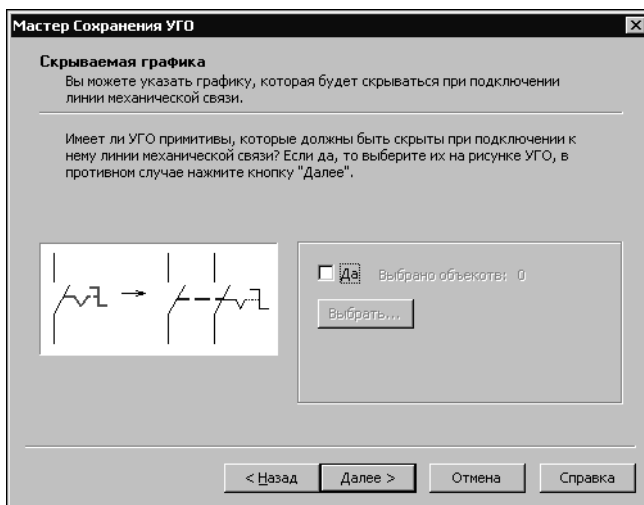 Мастер Сохранения УГО
Скрываемая графика
Вы можете указать графику, которая будет скрываться при подключении
линии механической связи.
Имеет ли УГО примитивы, которые должны быть скрыты при подключении к
нему линии механической связи? Если да, то выберите их на рисунке УГО, в
противном случае нажмите кнопку "Далее".
Да Выбрано объекотв: 0
Выбрать...
< Назад Далее > Отмена Справка